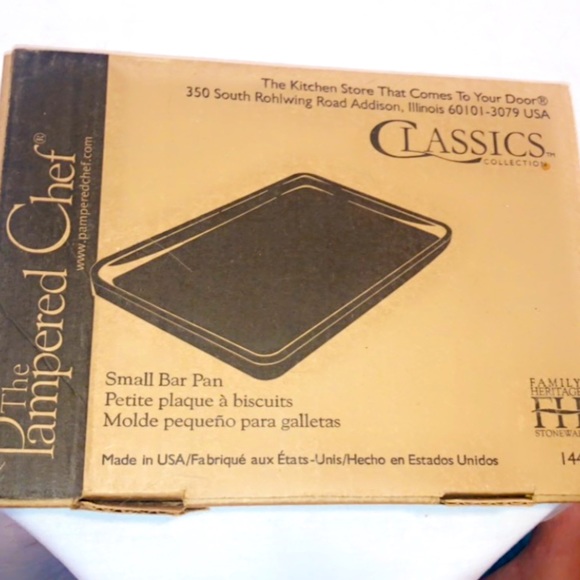 The Kitchen Store That Comes To Your Door®
350 South Rohlwing Road Addison, Illinois 60101-3079 USA
CLASSICS™
COLLECTION
The
Pampered Chef®
www.pamperedchef.com
Small Bar Pan
Petite plaque à biscuits
Molde pequeño para galletas
FAMILY
HERITAGE
FH
Made in USA/Fabriqué aux États-Unis/Hecho en Estados Unidos